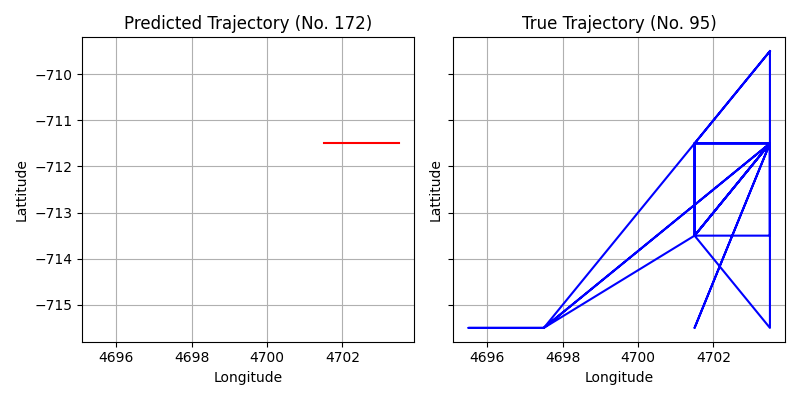 Predicted Trajectory (No. 172)
−710
−711
−712
−713
−714
−715
Lattitude
4696 4698 4700 4702
Longitude
True Trajectory (No. 95)
Lattitude
4696 4698 4700 4702
Longitude